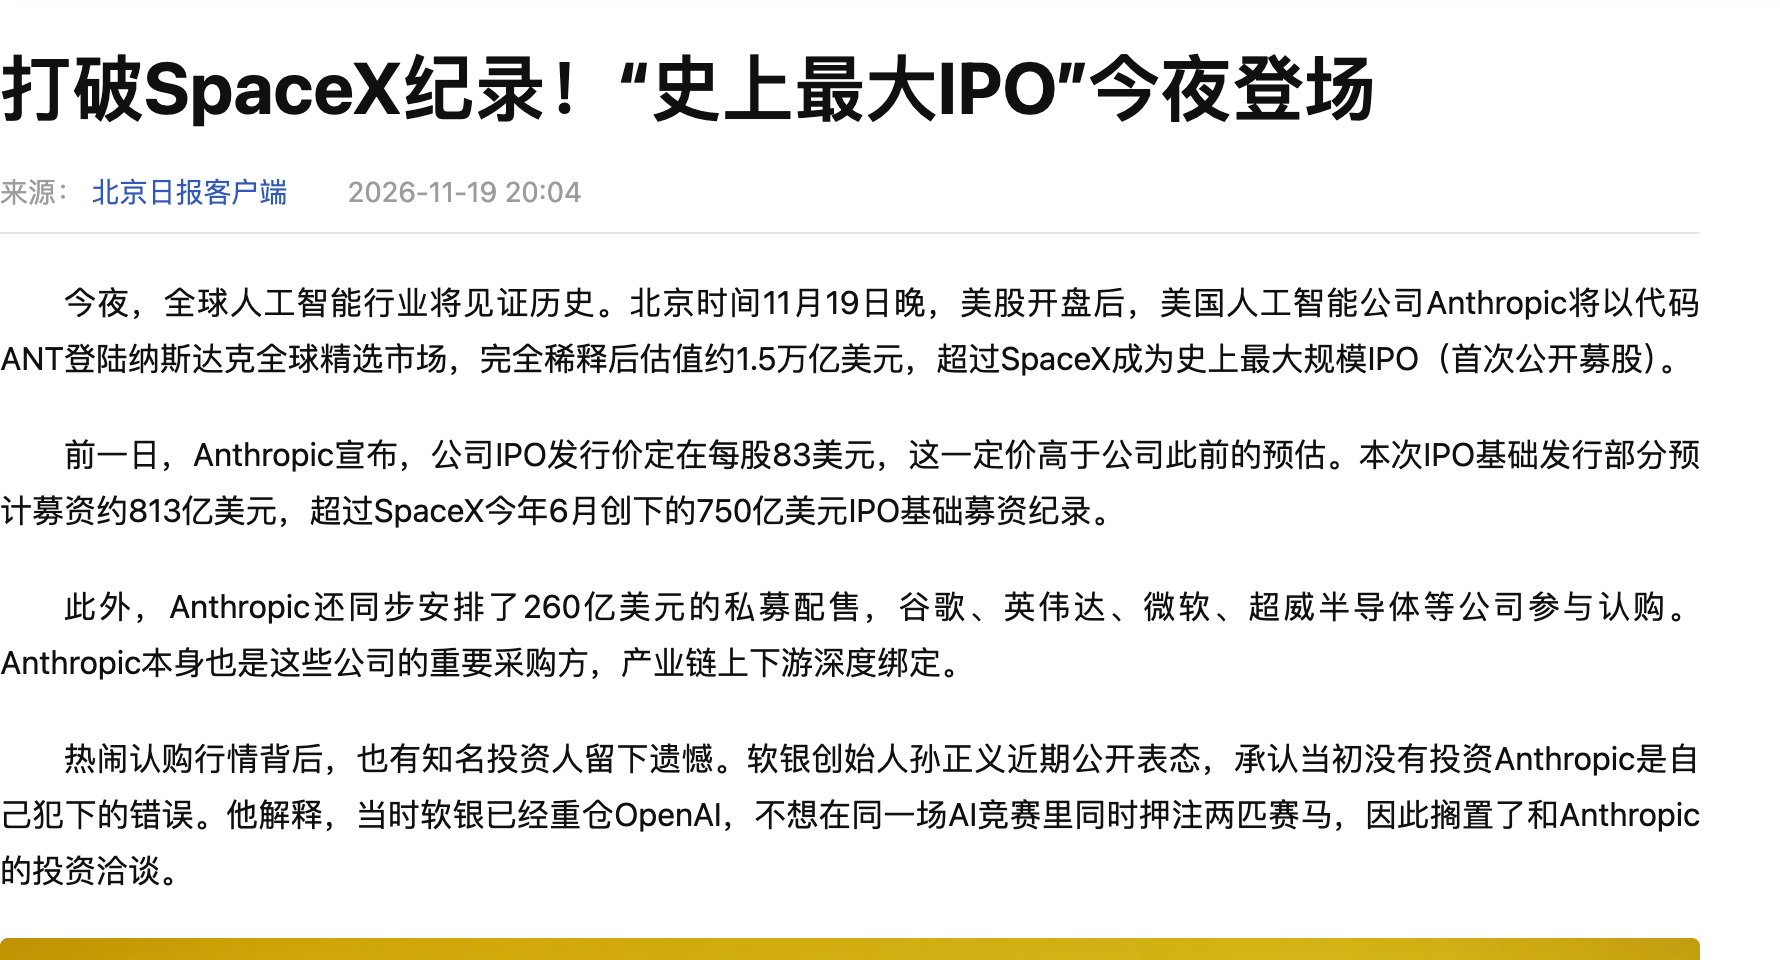 打破SpaceX纪录！“史上最大IPO”今夜登场
来源： 北京日报客户端 2026-11-19 20:04
今夜，全球人工智能行业将见证历史。北京时间11月19日晚，美股开盘后，美国人工智能公司Anthropic将以代码
ANT登陆纳斯达克全球精选市场，完全稀释后估值约1.5万亿美元，超过SpaceX成为史上最大规模IPO（首次公开募股）。
前一日，Anthropic宣布，公司IPO发行价定在每股83美元，这一定价高于公司此前的预估。本次IPO基础发行部分预
计募资约813亿美元，超过SpaceX今年6月创下的750亿美元IPO基础募资纪录。
此外，Anthropic还同步安排了260亿美元的私募配售，谷歌、英伟达、微软、超威半导体等公司参与认购。
Anthropic本身也是这些公司的重要采购方，产业链上下游深度绑定。
热闹认购行情背后，也有知名投资人留下遗憾。软银创始人孙正义近期公开表态，承认当初没有投资Anthropic是自
己犯下的错误。他解释，当时软银已经重仓OpenAI，不想在同一场AI竞赛里同时押注两匹赛马，因此搁置了和Anthropic
的投资洽谈。